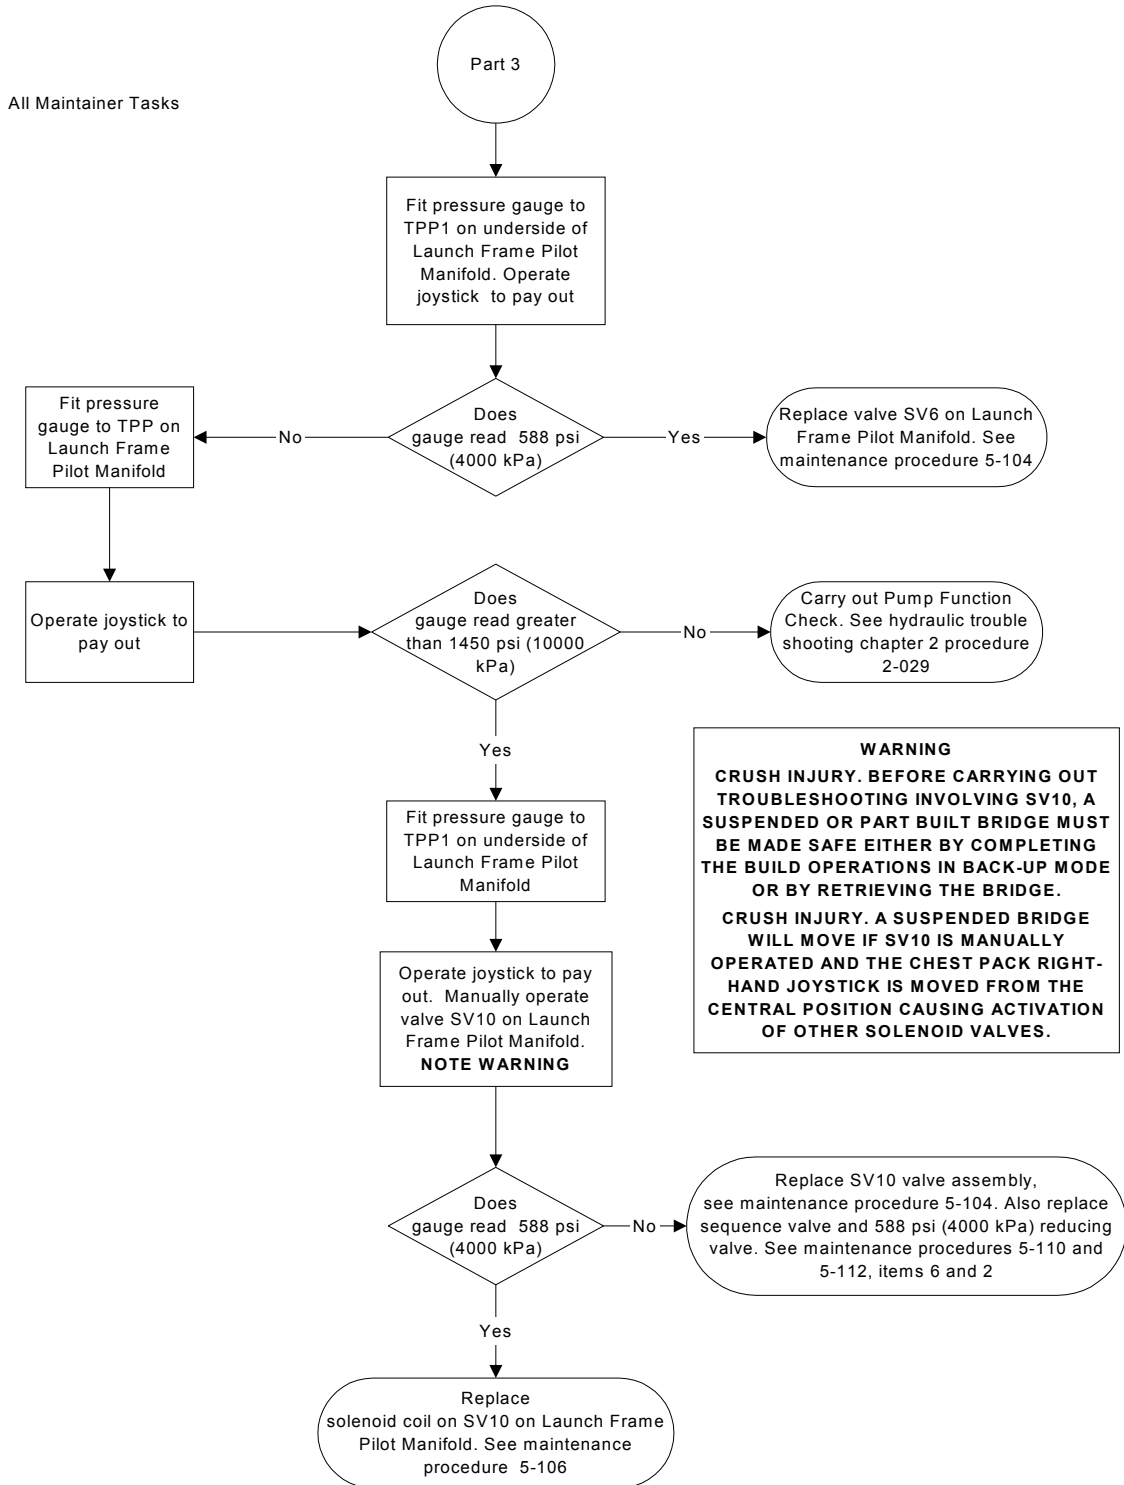 Part 3
All Maintainer Tasks
Fit pressure gauge to
TPP1 on underside of
Launch Frame Pilot
Manifold. Operate
joystick to pay out
Does
gauge read 588 psi
(4000 kPa)
No
Yes
Fit pressure
gauge to TPP on
Launch Frame
Pilot Manifold
Replace valve SV6 on Launch
Frame Pilot Manifold. See
maintenance procedure 5-104
Operate joystick to
pay out
Does
gauge read greater
than 1450 psi (10000
kPa)
No
Carry out Pump Function
Check. See hydraulic trouble
shooting chapter 2 procedure
2-029
Yes
Fit pressure gauge to
TPP1 on underside of
Launch Frame Pilot
Manifold
WARNING
CRUSH INJURY. BEFORE CARRYING OUT
TROUBLESHOOTING INVOLVING SV10, A
SUSPENDED OR PART BUILT BRIDGE MUST
BE MADE SAFE EITHER BY COMPLETING
THE BUILD OPERATIONS IN BACK-UP MODE
OR BY RETRIEVING THE BRIDGE.
CRUSH INJURY. A SUSPENDED BRIDGE
WILL MOVE IF SV10 IS MANUALLY
OPERATED AND THE CHEST PACK RIGHT-
HAND JOYSTICK IS MOVED FROM THE
CENTRAL POSITION CAUSING ACTIVATION
OF OTHER SOLENOID VALVES.
Operate joystick to pay
out. Manually operate
valve SV10 on Launch
Frame Pilot Manifold.
NOTE WARNING
Does
gauge read 588 psi
(4000 kPa)
No
Replace SV10 valve assembly,
see maintenance procedure 5-104. Also replace
sequence valve and 588 psi (4000 kPa) reducing
valve. See maintenance procedures 5-110 and
5-112, items 6 and 2
Yes
Replace
solenoid coil on SV10 on Launch Frame
Pilot Manifold. See maintenance
procedure 5-106